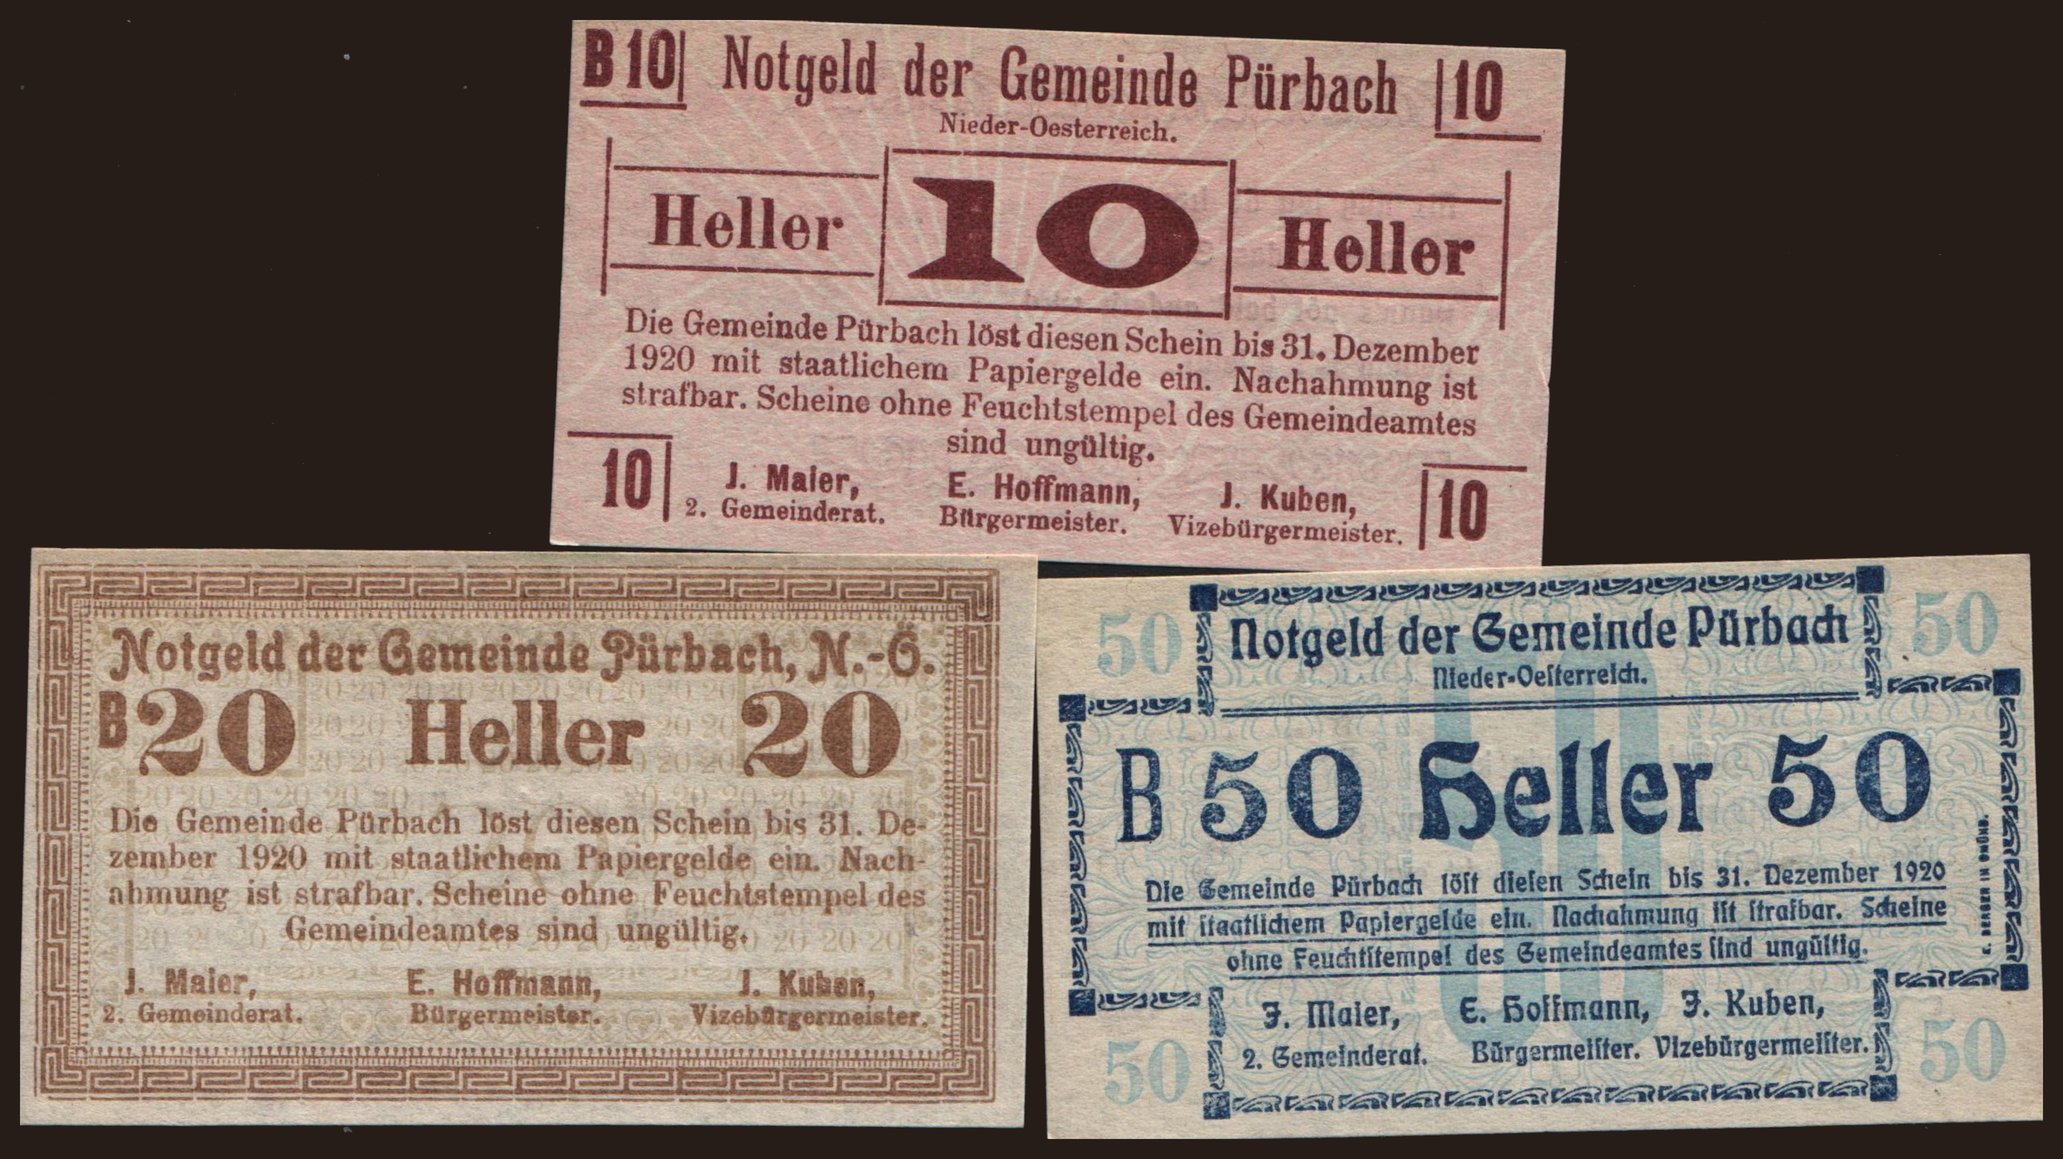 B 10 Notgeld der Gemeinde Pürbach 10
Nieder-Oesterreich.
Heller 10 Heller
Die Gemeinde Pürbach löst diesen Schein bis 31. Dezember
1920 mit staatlichem Papiergelde ein. Nachahmung ist
strafbar. Scheine ohne Feuchtstempel des Gemeindeamtes
sind ungültig.
10 J. Maier, E. Hoffmann, J. Kuben, 10
2. Gemeinderat. Bürgermeister. Vizebürgermeister.
Notgeld der Gemeinde Pürbach, N.-Ö.
B 20 Heller 20
Die Gemeinde Pürbach löst diesen Schein bis 31. De-
zember 1920 mit staatlichem Papiergelde ein. Nach-
ahmung ist strafbar. Scheine ohne Feuchtstempel des
Gemeindeamtes sind ungültig.
J. Maier, E. Hoffmann, J. Kuben,
2. Gemeinderat. Bürgermeister. Vizebürgermeister.
50 Notgeld der Gemeinde Pürbach 50
Nieder-Oesterreich.
50
B 50 Heller 50
Die Gemeinde Pürbach löst diesen Schein bis 31. Dezember 1920
mit staatlichem Papiergelde ein. Nachahmung ist strafbar. Scheine
ohne Feuchtstempel des Gemeindeamtes sind ungültig.
J. Maier, E. Hoffmann, J. Kuben,
2. Gemeinderat. Bürgermeister. Vizebürgermeister.
50 50
BERGER IN GMÜND.